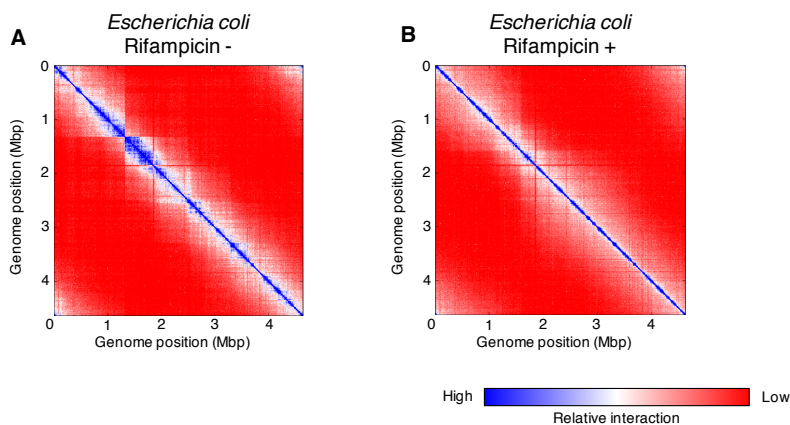 A
Escherichia coli
Rifampicin -
0
1
2
3
4
Genome position (Mbp)
0
1
2
3
4
Genome position (Mbp)
B
Escherichia coli
Rifampicin +
0
1
2
3
4
Genome position (Mbp)
0
1
2
3
4
Genome position (Mbp)
High
Low
Relative interaction